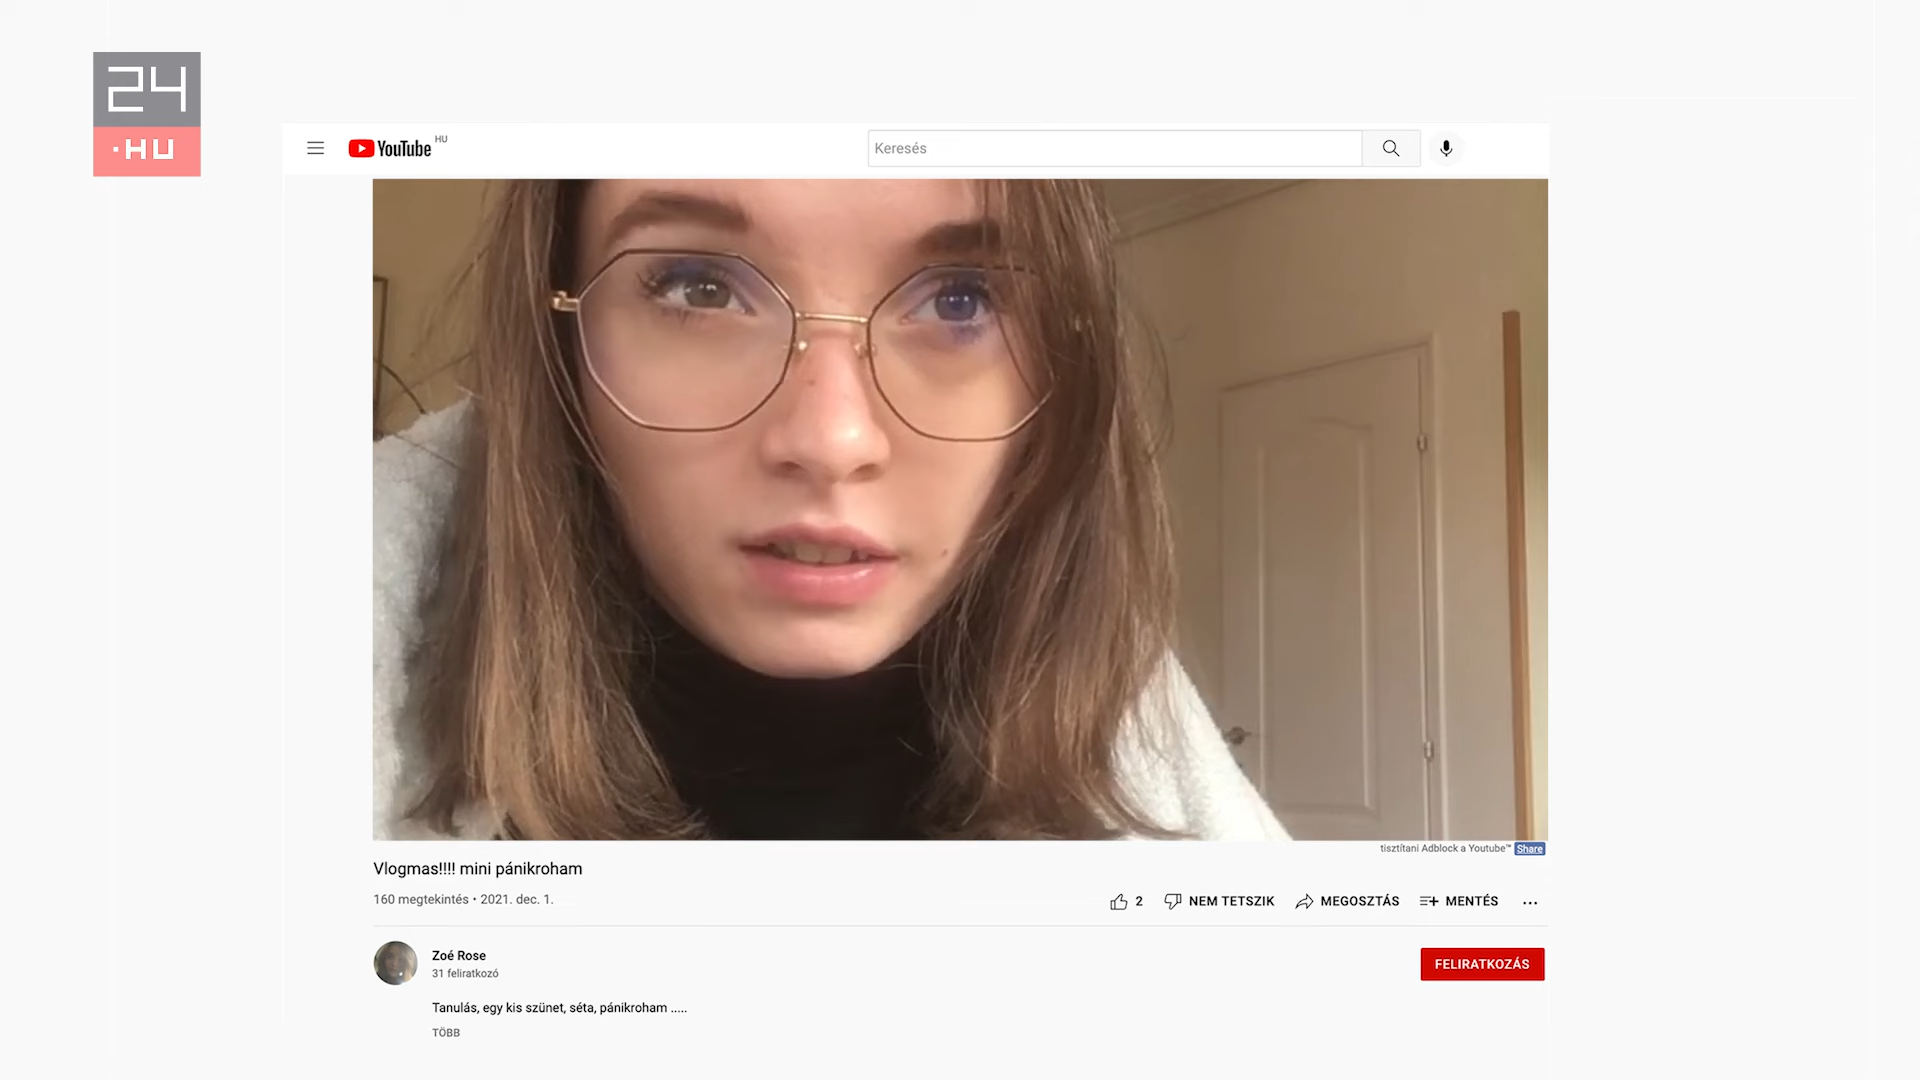 24
.HU
YouTube HU
Keresés
tisztítani Adblock a Youtube™ Share
Vlogmas!!!! mini pánikroham
160 megtekintés • 2021. dec. 1.
2 NEM TETSZIK MEGOSZTÁS MENTÉS ...
Zoé Rose
31 feliratkozó
FELIRATKOZÁS
Tanulás, egy kis szünet, séta, pánikroham .....
TÖBB